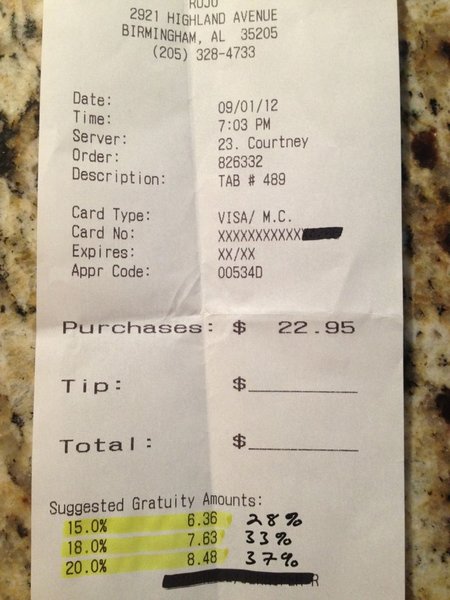 ROJO
2921 HIGHLAND AVENUE
BIRMINGHAM, AL 35205
(205) 328-4733
Date: 09/01/12
Time: 7:03 PM
Server: 23. Courtney
Order: 826332
Description: TAB # 489
Card Type: VISA/ M.C.
Card No: XXXXXXXXXXX
Expires: XX/XX
Appr Code: 00534D
Purchases: $ 22.95
Tip: $
Total: $
Suggested Gratuity Amounts:
15.0% 6.36 28%
18.0% 7.63 33%
20.0% 8.48 37%